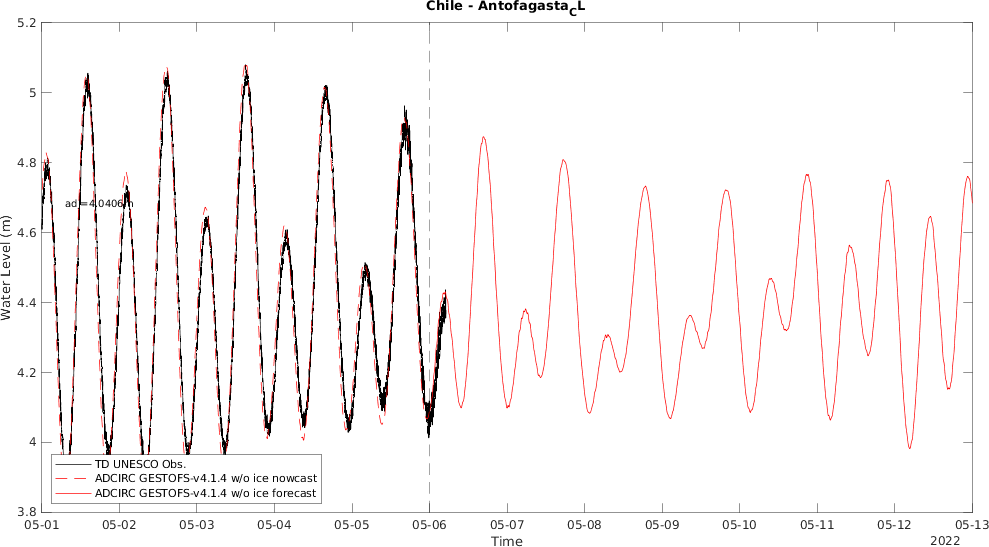 Chile - Antofagasta_CL
5.2
5
4.8
4.6
4.4
4.2
4
3.8
Water Level (m)
ad =4.0406m
TD UNESCO Obs.
ADCIRC GESTOFS-v4.1.4 w/o ice nowcast
ADCIRC GESTOFS-v4.1.4 w/o ice forecast
05-01 05-02 05-03 05-04 05-05 05-06 05-07 05-08 05-09 05-10 05-11 05-12 05-13
Time
2022